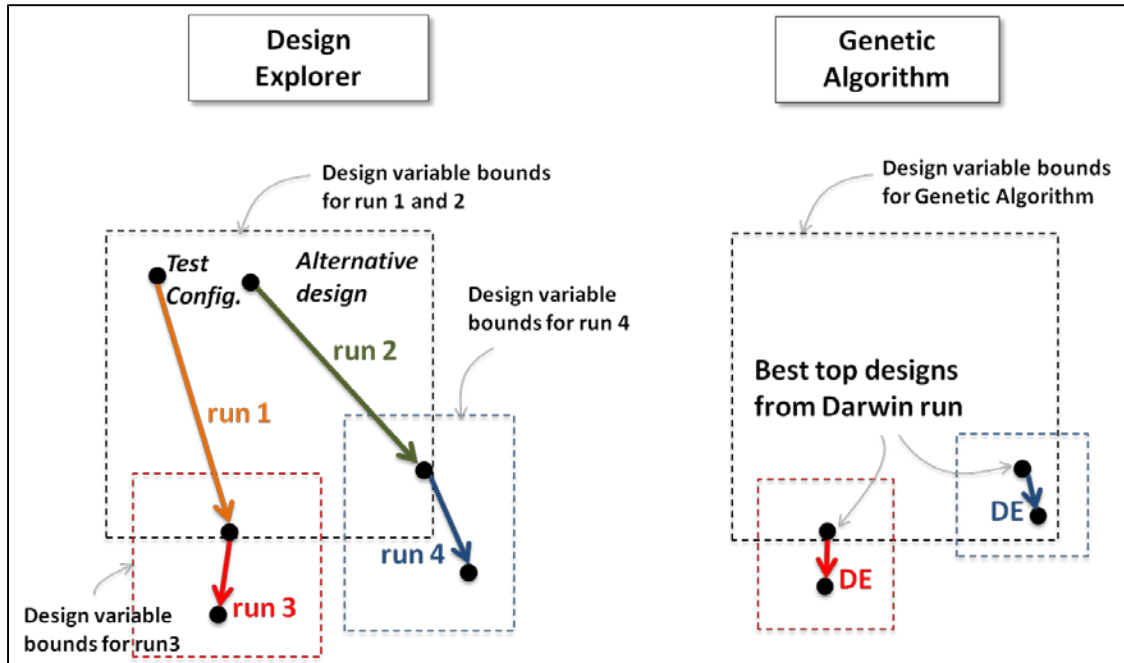 Design
Explorer
Genetic
Algorithm
Design variable bounds
for run 1 and 2
Design variable bounds
for Genetic Algorithm
Test
Config.
Alternative
design
Design variable
bounds for run 4
run 2
run 1
Best top designs
from Darwin run
run 4
run 3
DE
DE
Design variable
bounds for run3